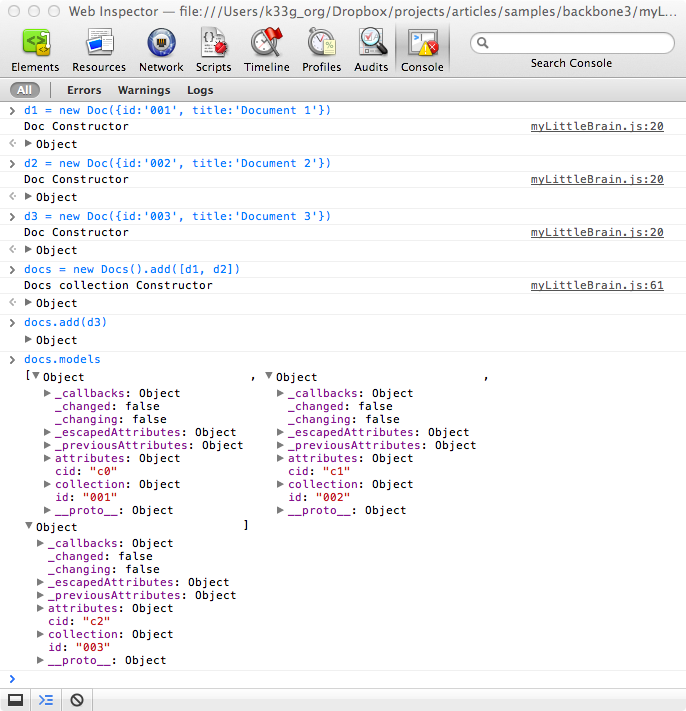 Web Inspector — file:///Users/k33g_org/Dropbox/projects/articles/samples/backbone3/myL...
Elements Resources Network Scripts Timeline Profiles Audits Console Search Console
All Errors Warnings Logs
d1 = new Doc({id:'001', title:'Document 1'})
Doc Constructor myLittleBrain.js:20
Object
d2 = new Doc({id:'002', title:'Document 2'})
Doc Constructor myLittleBrain.js:20
Object
d3 = new Doc({id:'003', title:'Document 3'})
Doc Constructor myLittleBrain.js:20
Object
docs = new Docs().add([d1, d2])
Docs collection Constructor myLittleBrain.js:61
Object
docs.add(d3)
Object
docs.models
[Object , Object ,
_callbacks: Object _callbacks: Object
_changed: false _changed: false
_changing: false _changing: false
_escapedAttributes: Object _escapedAttributes: Object
_previousAttributes: Object _previousAttributes: Object
attributes: Object attributes: Object
cid: "c0" cid: "c1"
collection: Object collection: Object
id: "001" id: "002"
__proto__: Object __proto__: Object
Object ]
_callbacks: Object
_changed: false
_changing: false
_escapedAttributes: Object
_previousAttributes: Object
attributes: Object
cid: "c2"
collection: Object
id: "003"
__proto__: Object